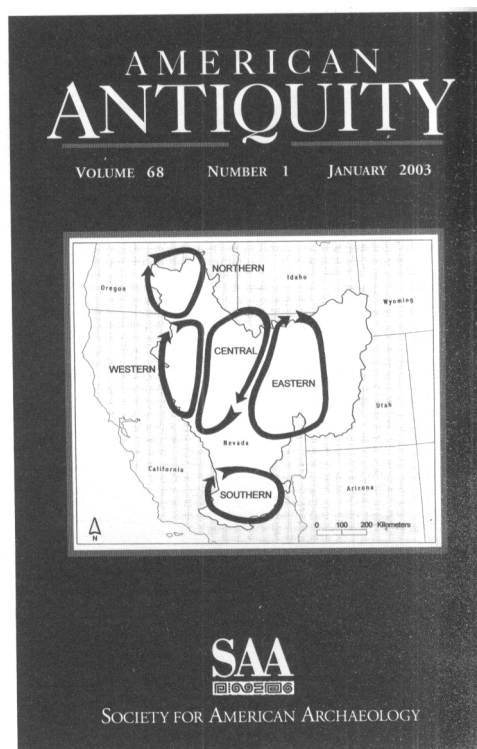 AMERICAN
ANTIQUITY
VOLUME 68 NUMBER 1 JANUARY 2003
NORTHERN
Oregon
Idaho
Wyoming
CENTRAL
WESTERN
EASTERN
Utah
Nevada
California
SOUTHERN
Arizona
0 100 200 Kilometers
N
SAA
SOCIETY FOR AMERICAN ARCHAEOLOGY